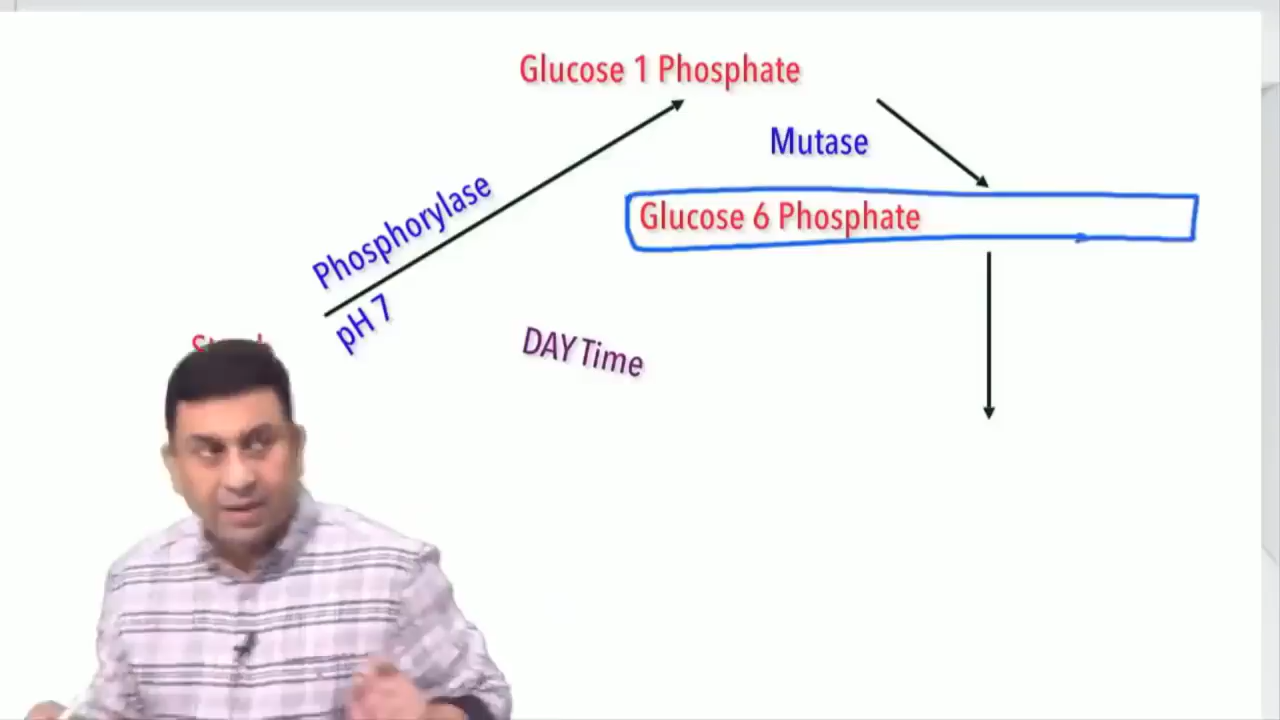 Glucose 1 Phosphate
Mutase
Phosphorylase
Glucose 6 Phosphate
pH 7
DAY Time